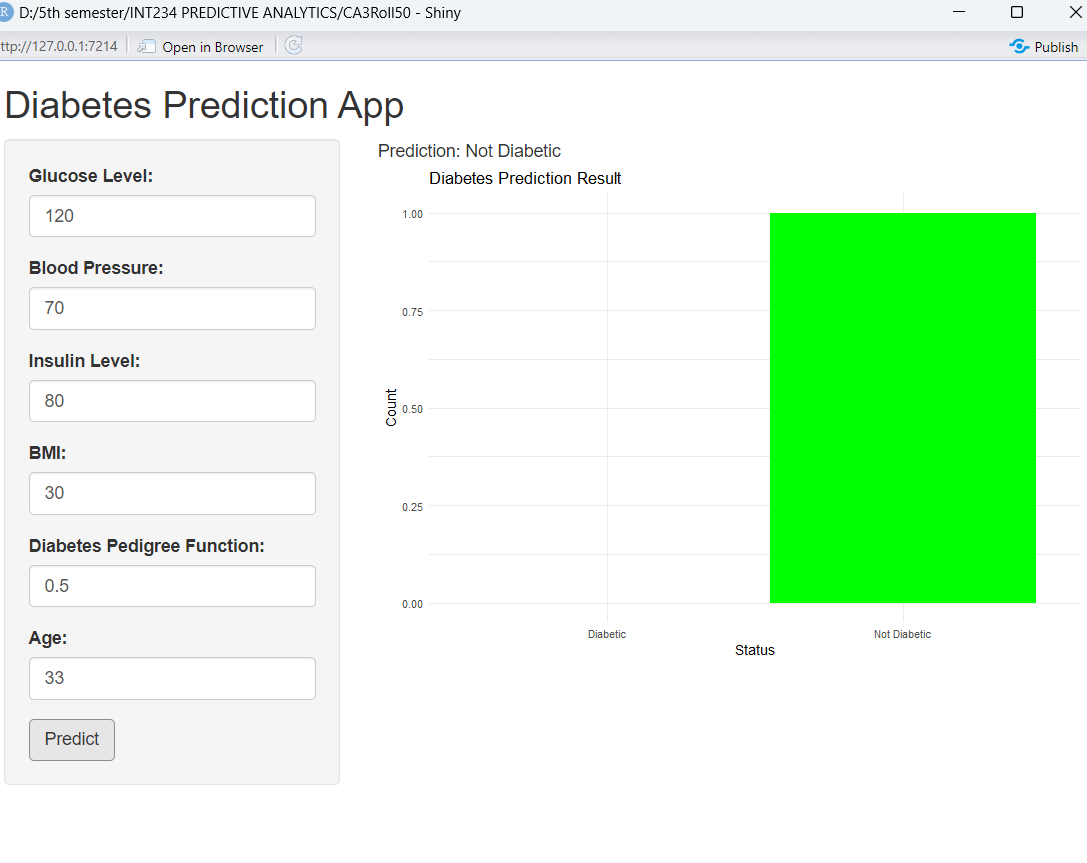 R D:/5th semester/INT234 PREDICTIVE ANALYTICS/CA3Roll50 - Shiny
ttp://127.0.0.1:7214 Open in Browser Publish
Diabetes Prediction App
Glucose Level:
120
Blood Pressure:
70
Insulin Level:
80
BMI:
30
Diabetes Pedigree Function:
0.5
Age:
33
Predict
Prediction: Not Diabetic
Diabetes Prediction Result
1.00
0.75
0.50
0.25
0.00
Count
Diabetic Not Diabetic
Status